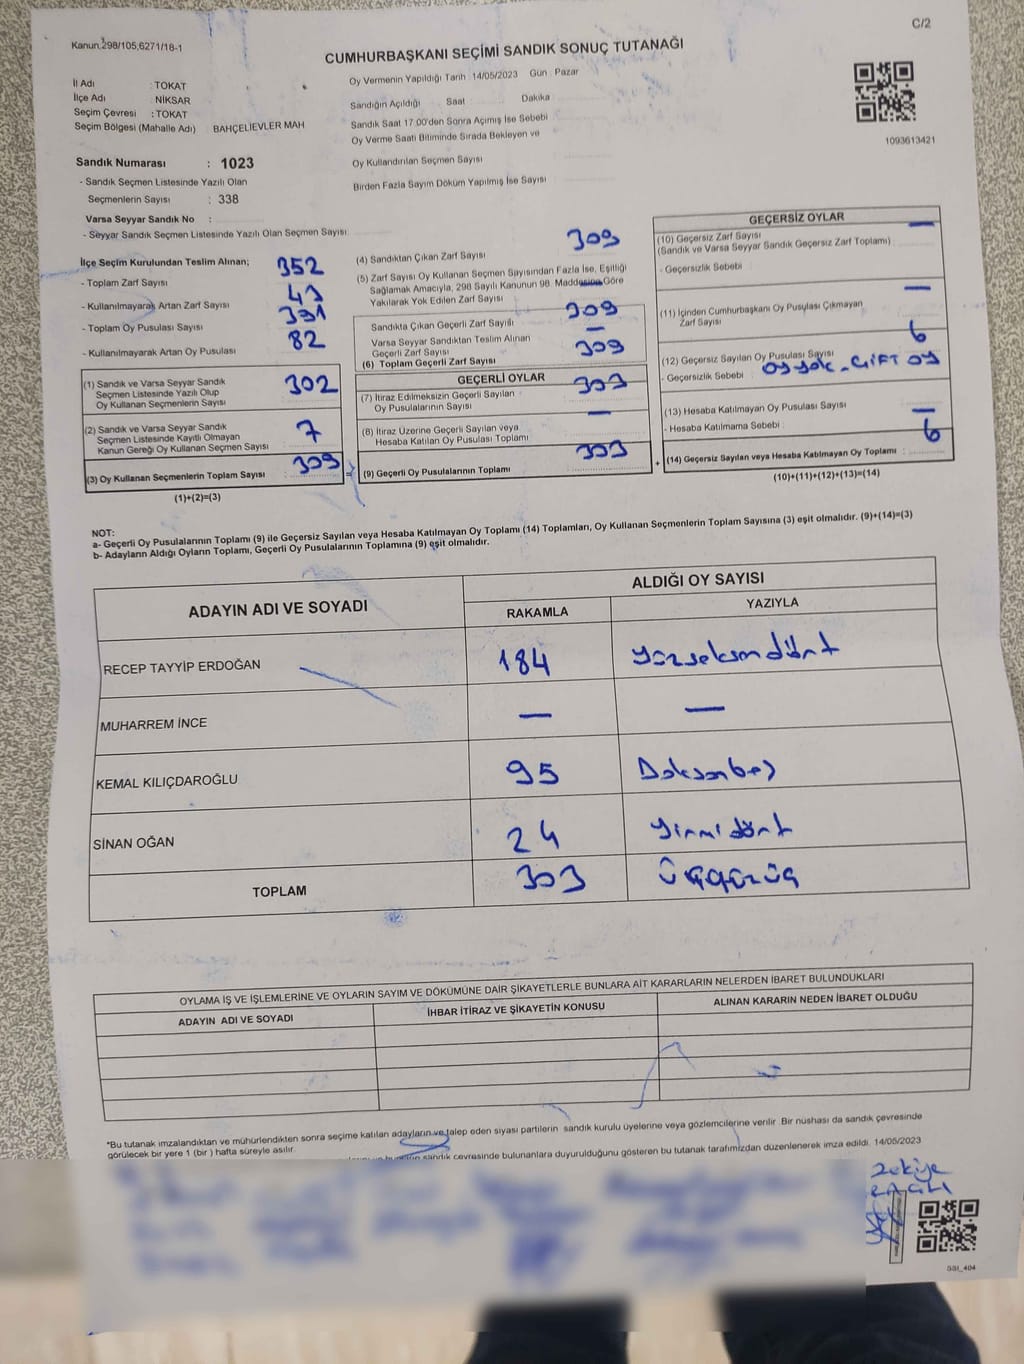 C/2
Kanun,298/105,6271/18-1
CUMHURBAŞKANI SEÇİMİ SANDIK SONUÇ TUTANAĞI
İl Adı : TOKAT
İlçe Adı : NİKSAR
Seçim Çevresi : TOKAT
Seçim Bölgesi (Mahalle Adı) BAHÇELİEVLER MAH
Sandık Numarası : 1023
- Sandık Seçmen Listesinde Yazılı Olan
Seçmenlerin Sayısı : 338
Varsa Seyyar Sandık No :
- Seyyar Sandık Seçmen Listesinde Yazılı Olan Seçmen Sayısı:
Oy Vermenin Yapıldığı Tarih 14/05/2023 Gün Pazar
Sandığın Açıldığı Saat Dakika
Sandık Saat 17:00'den Sonra Açımış İse Sebebi
Oy Verme Saati Bitiminde Sırada Bekleyen ve
Oy Kullandırılan Seçmen Sayısı
Birden Fazla Sayım Döküm Yapılmış İse Sayısı
1093613421
İlçe Seçim Kurulundan Teslim Alınan;
- Toplam Zarf Sayısı 352
- Kullanılmayarak Artan Zarf Sayısı 43
- Toplam Oy Pusulası Sayısı 391
- Kullanılmayarak Artan Oy Pusulası 82
(1) Sandık ve Varsa Seyyar Sandık
Seçmen Listesinde Yazılı Olup
Oy Kullanan Seçmenlerin Sayısı 302
(2) Sandık ve Varsa Seyyar Sandık
Seçmen Listesinde Kayıtlı Olmayan
Kanun Gereği Oy Kullanan Seçmen Sayısı 7
(3) Oy Kullanan Seçmenlerin Toplam Sayısı 309
(1)+(2)=(3)
(4) Sandıktan Çıkan Zarf Sayısı 309
(5) Zarf Sayısı Oy Kullanan Seçmen Sayısından Fazla İse, Eşitliği
Sağlamak Amacıyla, 298 Sayılı Kanunun 98. Maddesine Göre
Yakılarak Yok Edilen Zarf Sayısı —
Sandıkta Çıkan Geçerli Zarf Sayısı 309
Varsa Seyyar Sandıktan Teslim Alınan
Geçerli Zarf Sayısı —
(6) Toplam Geçerli Zarf Sayısı 309
GEÇERLİ OYLAR
(7) İtiraz Edilmeksizin Geçerli Sayılan
Oy Pusulalarının Sayısı 303
(8) İtiraz Üzerine Geçerli Sayılan veya
Hesaba Katılan Oy Pusulası Toplamı —
= (9) Geçerli Oy Pusulalarının Toplamı 303
GEÇERSİZ OYLAR
(10) Geçersiz Zarf Sayısı —
(Sandık ve Varsa Seyyar Sandık Geçersiz Zarf Toplamı)
- Geçersizlik Sebebi :
(11) İçinden Cumhurbaşkanı Oy Pusulası Çıkmayan
Zarf Sayısı —
(12) Geçersiz Sayılan Oy Pusulası Sayısı 6
- Geçersizlik Sebebi : oy yok - ÇİFT OY
(13) Hesaba Katılmayan Oy Pusulası Sayısı —
- Hesaba Katılmama Sebebi :
+ (14) Geçersiz Sayılan veya Hesaba Katılmayan Oy Toplamı : 6
(10)+(11)+(12)+(13)=(14)
NOT:
a- Geçerli Oy Pusulalarının Toplamı (9) ile Geçersiz Sayılan veya Hesaba Katılmayan Oy Toplamı (14) Toplamları, Oy Kullanan Seçmenlerin Toplam Sayısına (3) eşit olmalıdır. (9)+(14)=(3)
b- Adayların Aldığı Oyların Toplamı, Geçerli Oy Pusulalarının Toplamına (9) eşit olmalıdır.
ADAYIN ADI VE SOYADI ALDIĞI OY SAYISI
RAKAMLA YAZIYLA
RECEP TAYYİP ERDOĞAN 184 Yüzseksendört
MUHARREM İNCE — —
KEMAL KILIÇDAROĞLU 95 Doksanbeş
SİNAN OĞAN 24 Yirmidört
TOPLAM 303 Üçyüzüç
OYLAMA İŞ VE İŞLEMLERİNE VE OYLARIN SAYIM VE DÖKÜMÜNE DAİR ŞİKAYETLERLE BUNLARA AİT KARARLARIN NELERDEN İBARET BULUNDUKLARI
ADAYIN ADI VE SOYADI İHBAR İTİRAZ VE ŞİKAYETİN KONUSU ALINAN KARARIN NEDEN İBARET OLDUĞU
*Bu tutanak imzalandıktan ve mühürlendikten sonra seçime katılan adayların ve talep eden siyasi partilerin sandık kurulu üyelerine veya gözlemcilerine verilir. Bir nüshası da sandık çevresinde
görülecek bir yere 1 (bir) hafta süreyle asılır.
sandık çevresinde bulunanlara duyurulduğunu gösteren bu tutanak tarafımızdan düzenlenerek imza edildi. 14/05/2023
Zekiye
SSI_404